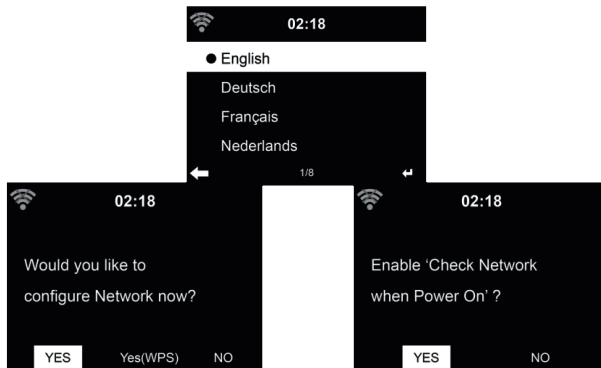 02:18
English
Deutsch
Français
Nederlands
1/8
02:18
Would you like to
configure Network now?
YES Yes(WPS) NO
02:18
Enable ‘Check Network
when Power On’ ?
YES NO